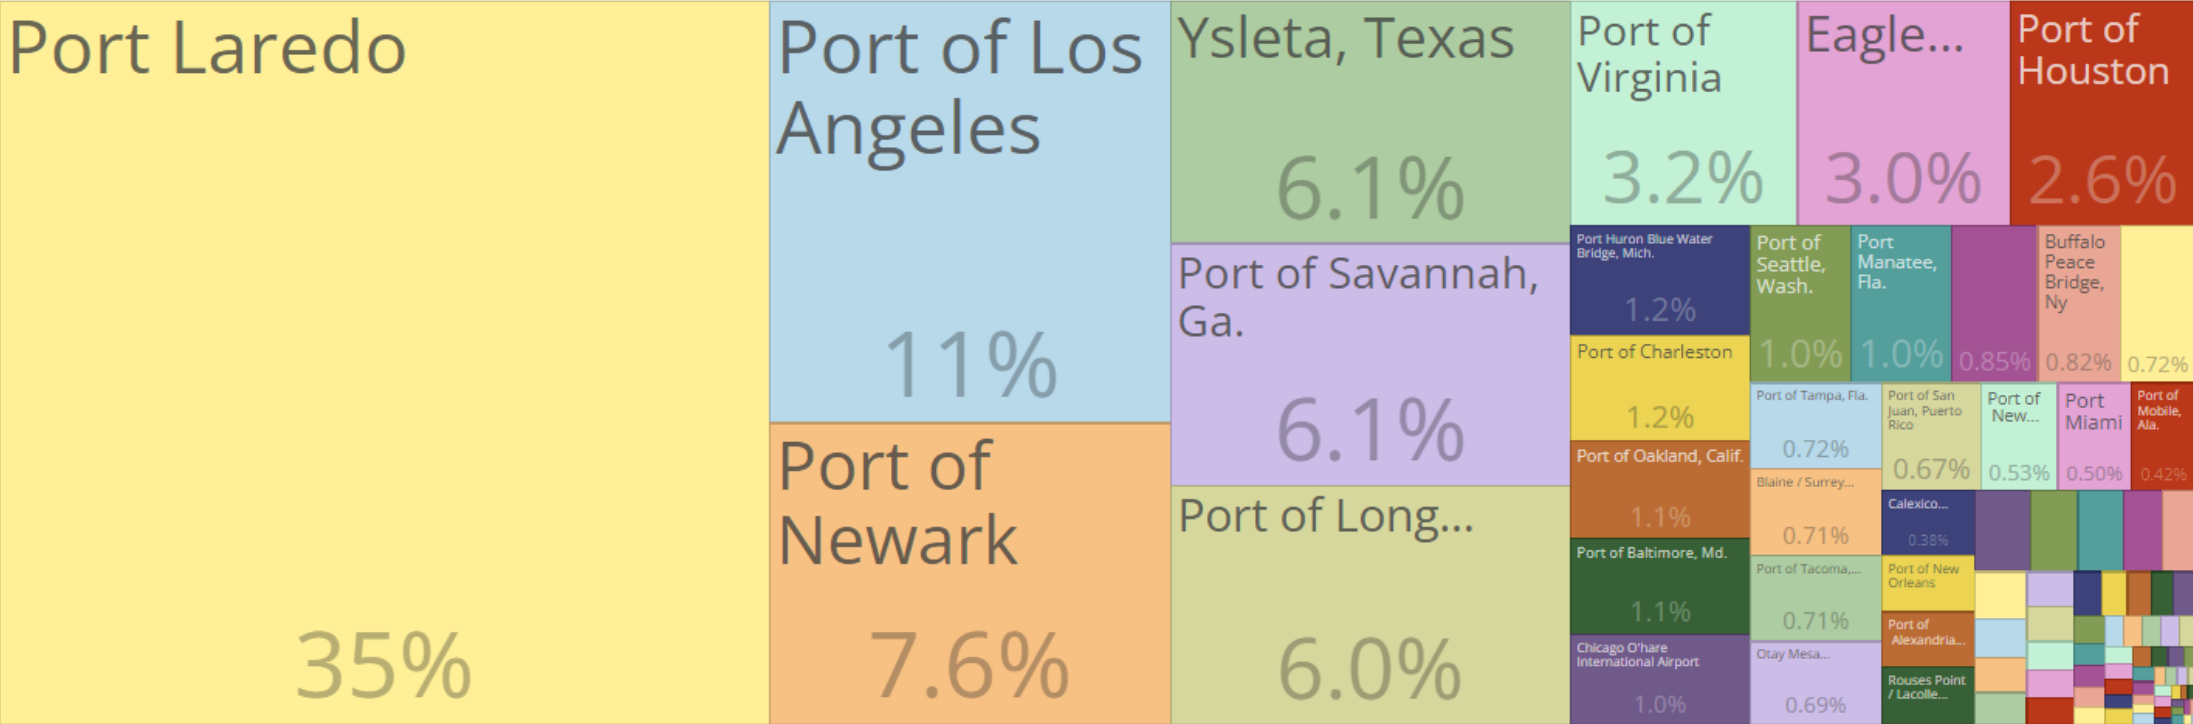 Port Laredo
35%
Port of Los
Angeles
11%
Port of
Newark
7.6%
Ysleta, Texas
6.1%
Port of Savannah,
Ga.
6.1%
Port of Long...
6.0%
Port of
Virginia
3.2%
Eagle...
3.0%
Port of
Houston
2.6%
Port Huron Blue Water
Bridge, Mich.
1.2%
Port of Charleston
1.2%
Port of Oakland, Calif.
1.1%
Port of Baltimore, Md.
1.1%
Chicago O'hare
International Airport
1.0%
Port of
Seattle,
Wash.
1.0%
Port
Manatee,
Fla.
1.0%
0.85%
Buffalo
Peace
Bridge,
Ny
0.82%
0.72%
Port of Tampa, Fla.
0.72%
Blaine / Surrey...
0.71%
Port of Tacoma,...
0.71%
Otay Mesa...
0.69%
Port of San
Juan, Puerto
Rico
0.67%
Port of
New...
0.53%
Port
Miami
0.50%
Port of
Mobile,
Ala.
0.42%
Calexico...
0.38%
Port of New
Orleans
Port of
Alexandria...
Rouses Point
/ Lacolle...